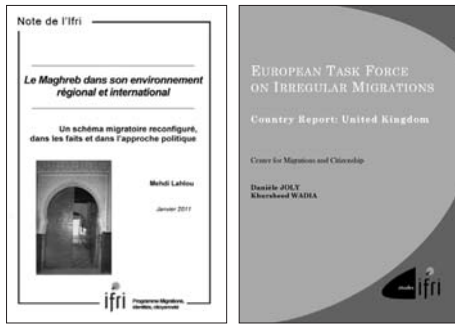 Note de l'Ifri
Le Maghreb dans son environnement
régional et international
Un schéma migratoire reconfiguré,
dans les faits et dans l'approche politique
Mehdi Lahlou
Janvier 2011
ifri
Programme Migrations,
identités, citoyenneté
EUROPEAN TASK FORCE
ON IRREGULAR MIGRATIONS
Country Report: United Kingdom
Center for Migrations and Citizenship
Danièle JOLY
Khursheed WADIA
études
ifri